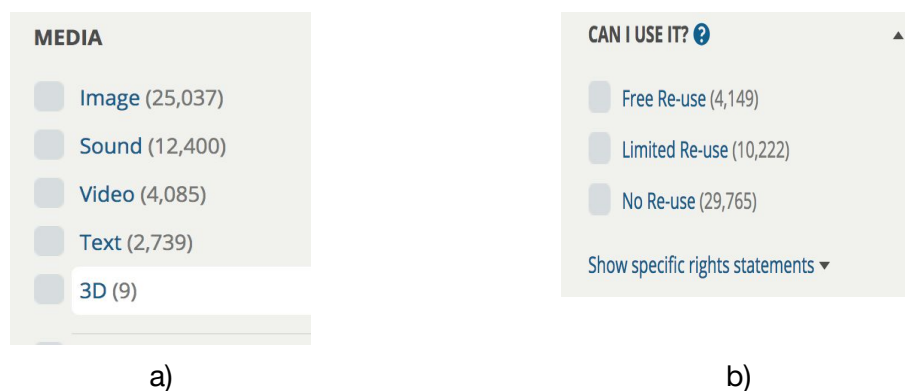 MEDIA
Image (25,037)
Sound (12,400)
Video (4,085)
Text (2,739)
3D (9)
a)
CAN I USE IT? ?
Free Re-use (4,149)
Limited Re-use (10,222)
No Re-use (29,765)
Show specific rights statements
b)